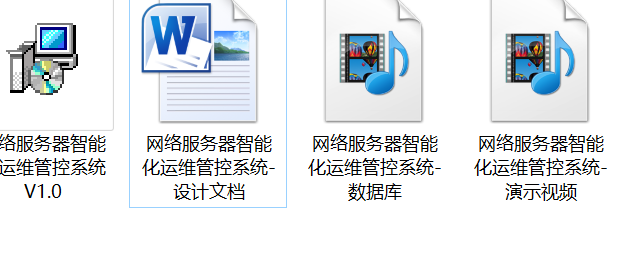 络服务器智能
运维管控系统
V1.0
网络服务器智能
化运维管控系统-
设计文档
网络服务器智能
化运维管控系统-
数据库
网络服务器智能
化运维管控系统-
演示视频